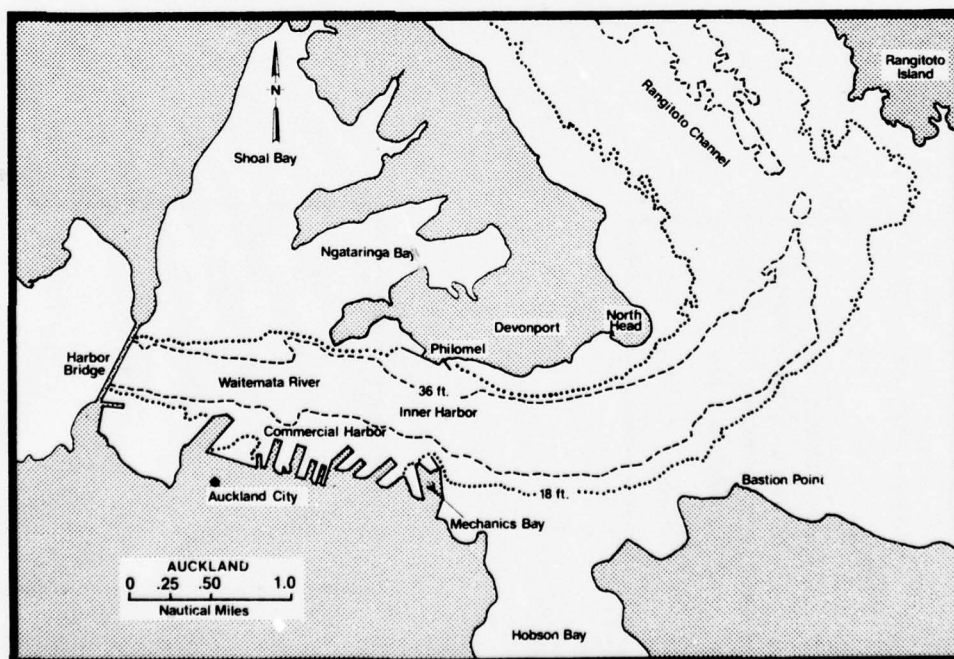 Rangitoto
Island
Rangitoto Channel
N
Shoal Bay
Ngataringa Bay
Devonport
North
Head
Philomel
Harbor
Bridge
36 ft.
Waitemata River
Inner Harbor
Commercial Harbor
Bastion Point
18 ft.
Auckland City
Mechanics Bay
AUCKLAND
0 .25 .50 1.0
Nautical Miles
Hobson Bay